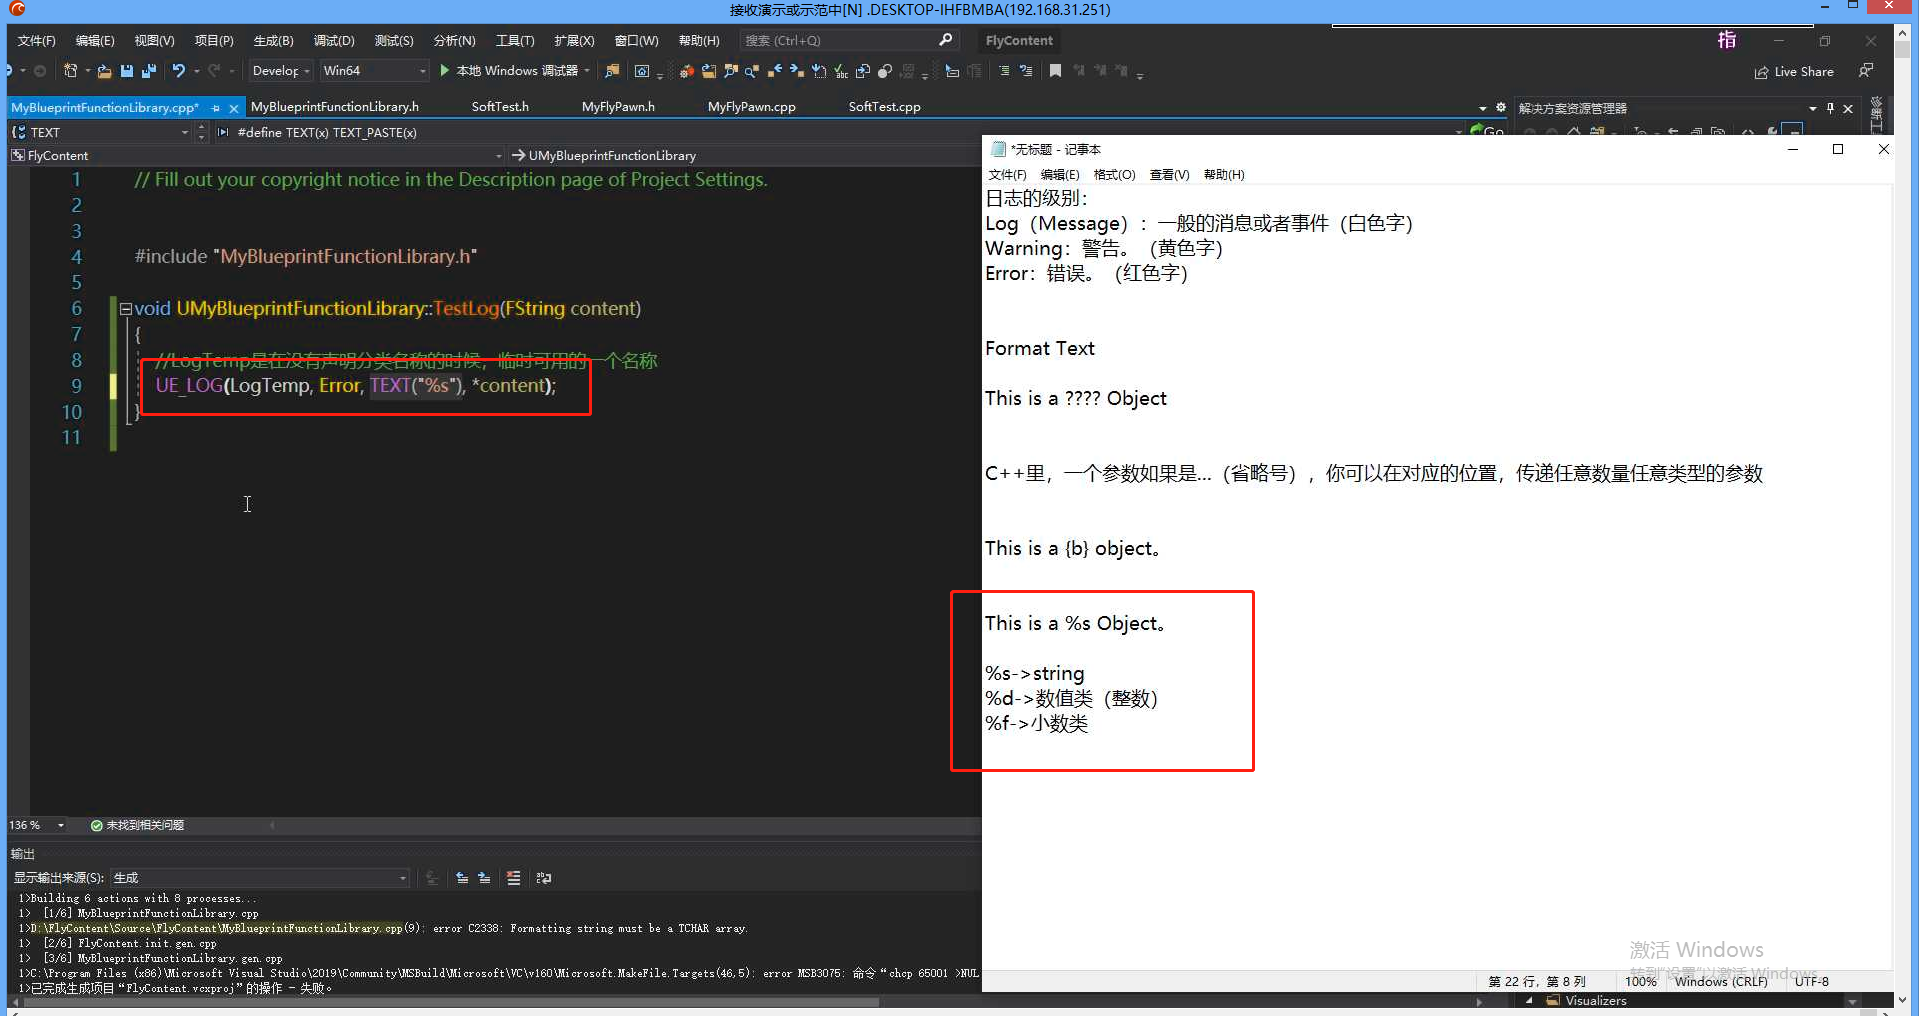 接收演示或示范中[N] .DESKTOP-IHFBMBA(192.168.31.251)
文件(F) 编辑(E) 视图(V) 项目(P) 生成(B) 调试(D) 测试(S) 分析(N) 工具(T) 扩展(X) 窗口(W) 帮助(H) 搜索 (Ctrl+Q) FlyContent 指
Develop Win64 本地 Windows 调试器 Live Share
MyBlueprintFunctionLibrary.cpp* MyBlueprintFunctionLibrary.h SoftTest.h MyFlyPawn.h MyFlyPawn.cpp SoftTest.cpp 解决方案资源管理器
TEXT #define TEXT(x) TEXT_PASTE(x) Go
FlyContent UMyBlueprintFunctionLibrary
1 // Fill out your copyright notice in the Description page of Project Settings.
2
3
4 #include "MyBlueprintFunctionLibrary.h"
5
6 void UMyBlueprintFunctionLibrary::TestLog(FString content)
7 {
8 //LogTemp是在没有声明分类名称的时候，临时可用的一个名称
9 UE_LOG(LogTemp, Error, TEXT("%s"), *content);
10 }
11
136 % 未找到相关问题
输出
显示输出来源(S): 生成
1>Building 6 actions with 8 processes...
1> [1/6] MyBlueprintFunctionLibrary.cpp
1>D:\FlyContent\Source\FlyContent\MyBlueprintFunctionLibrary.cpp(9): error C2338: Formatting string must be a TCHAR array.
1> [2/6] FlyContent.init.gen.cpp
1> [3/6] MyBlueprintFunctionLibrary.gen.cpp
1>C:\Program Files (x86)\Microsoft Visual Studio\2019\Community\MSBuild\Microsoft\VC\v160\Microsoft.MakeFile.Targets(46,5): error MSB3075: 命令“chcp 65001 >NUL
1>已完成生成项目“FlyContent.vcxproj”的操作 - 失败。
*无标题 - 记事本
文件(F) 编辑(E) 格式(O) 查看(V) 帮助(H)
日志的级别：
Log（Message）：一般的消息或者事件（白色字）
Warning：警告。（黄色字）
Error：错误。（红色字）
Format Text
This is a ???? Object
C++里，一个参数如果是...（省略号），你可以在对应的位置，传递任意数量任意类型的参数
This is a {b} object。
This is a %s Object。
%s->string
%d->数值类（整数）
%f->小数类
激活 Windows
转到“设置”以激活 Windows
第 22 行，第 8 列 100% Windows (CRLF) UTF-8
Visualizers